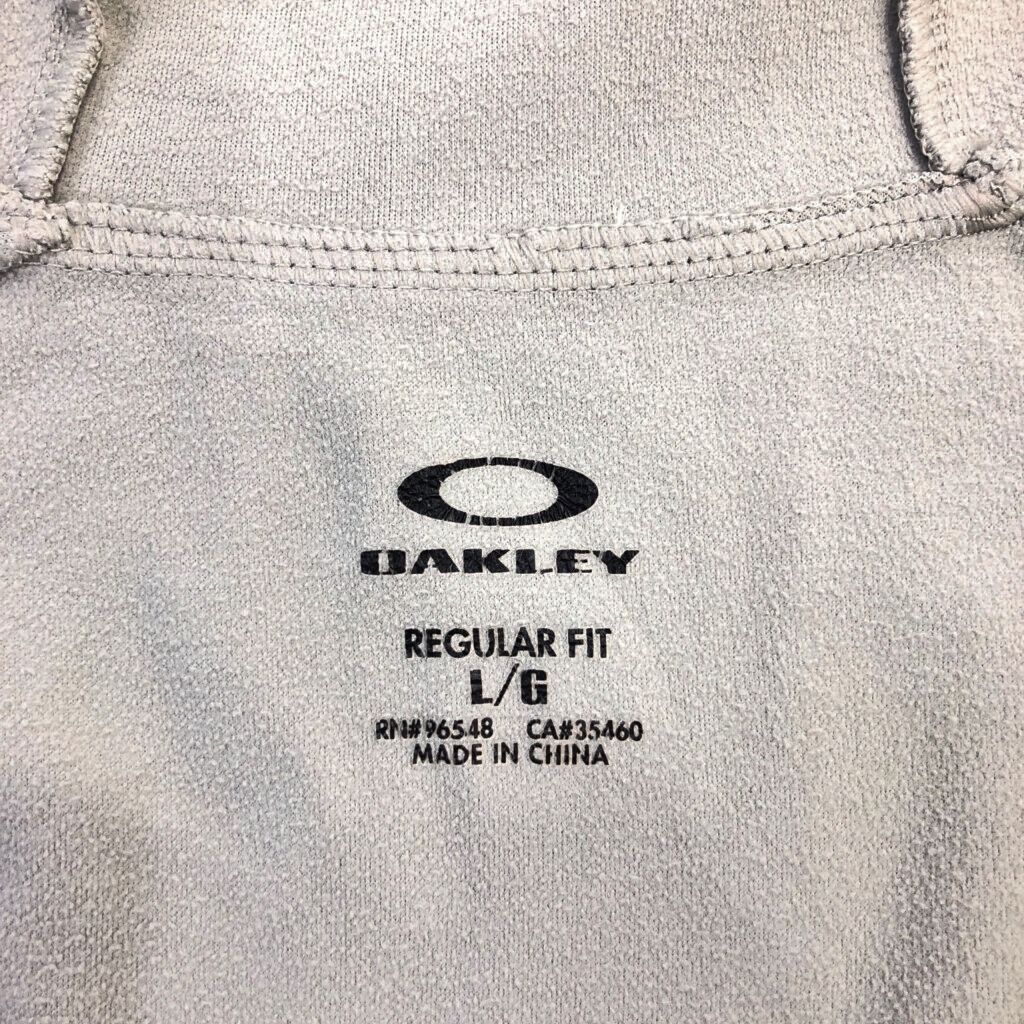 OAKLEY
REGULAR FIT
L/G
RN#96548 CA#35460
MADE IN CHINA